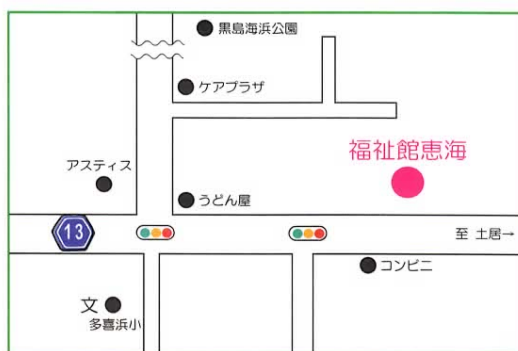 黒島海浜公園
ケアプラザ
福祉館恵海
アスティス
うどん屋
13
至 土居→
コンビニ
文
多喜浜小